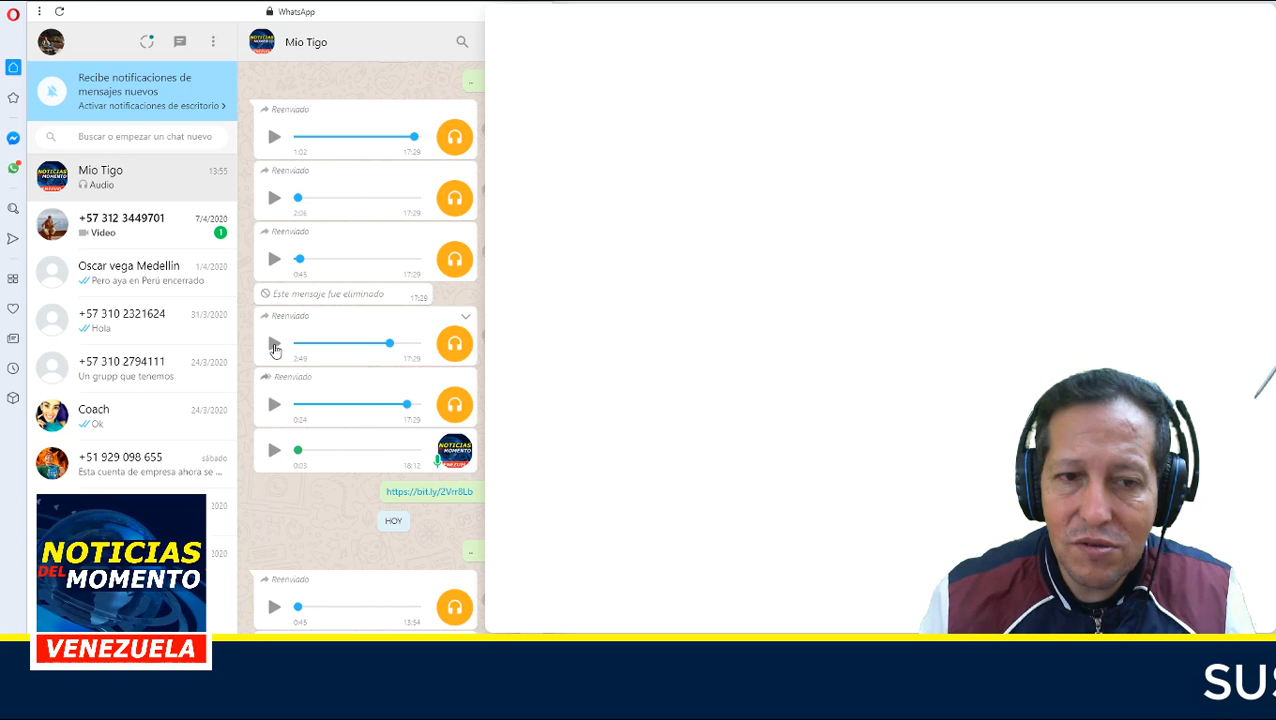 WhatsApp
Recibe notificaciones de
mensajes nuevos
Activar notificaciones de escritorio >
Buscar o empezar un chat nuevo
Mio Tigo
13:55
Audio
+57 312 3449701
7/4/2020
Video
1
Oscar vega Medellin
1/4/2020
Pero aya en Perú encerrado
+57 310 2321624
31/3/2020
Hola
+57 310 2794111
24/3/2020
Un grupp que tenemos
Coach
24/3/2020
Ok
+51 929 098 655
sábado
Esta cuenta de empresa ahora se ...
NOTICIAS
DEL MOMENTO
VENEZUELA
Mio Tigo
..
Reenviado
1:02
17:29
Reenviado
2:06
17:29
Reenviado
0:45
17:29
Este mensaje fue eliminado
17:29
Reenviado
2:49
17:29
Reenviado
0:24
17:29
0:03
18:12
https://bit.ly/2Vrr8Lb
HOY
..
Reenviado
0:45
13:54
SUS